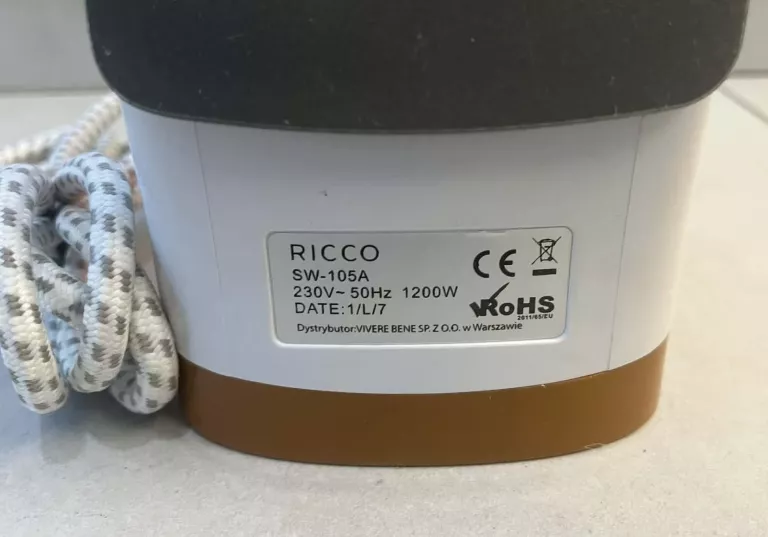 RICCO
SW-105A
230V~ 50Hz 1200W
DATE:1/L/7
Dystrybutor:VIVERE BENE SP. Z O.O. w Warszawie
CE
RoHS
2011/65/EU